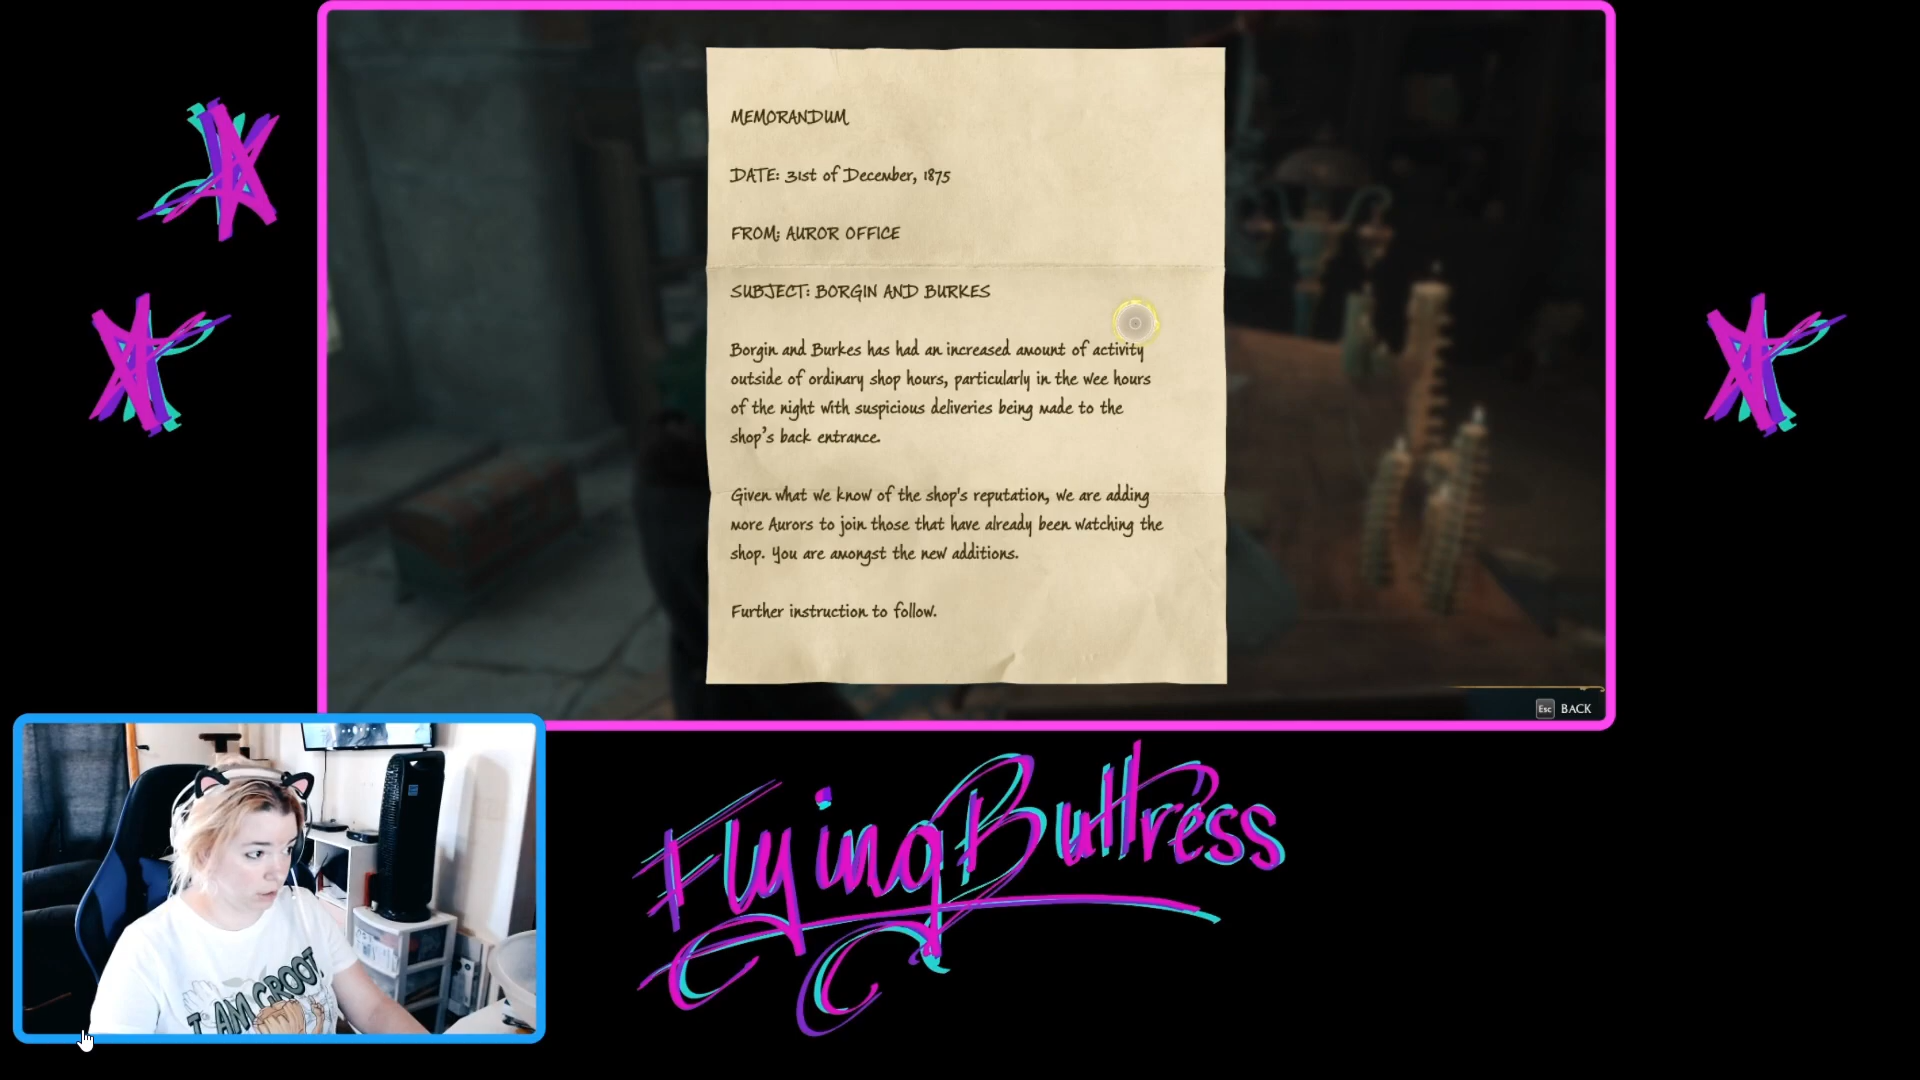 MEMORANDUM
DATE: 31st of December, 1875
FROM: AUROR OFFICE
SUBJECT: BORGIN AND BURKES
Borgin and Burkes has had an increased amount of activity
outside of ordinary shop hours, particularly in the wee hours
of the night with suspicious deliveries being made to the
shop's back entrance.
Given what we know of the shop's reputation, we are adding
more Aurors to join those that have already been watching the
shop. You are amongst the new additions.
Further instruction to follow.
Esc BACK
I AM GROOT
FlyingButtress